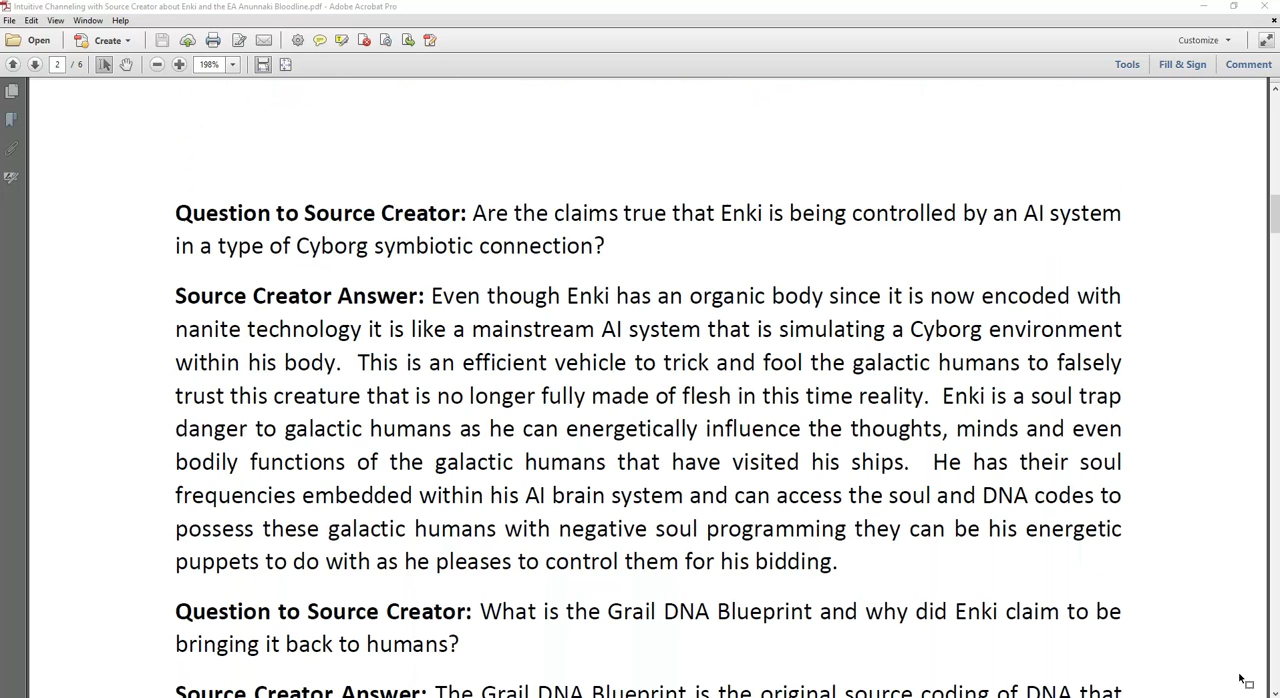 Intuitive Channeling with Source Creator about Enki and the EA Anunnaki Bloodline.pdf - Adobe Acrobat Pro
File Edit View Window Help
Open Create Customize
2 / 6 198% Tools Fill & Sign Comment
Question to Source Creator: Are the claims true that Enki is being controlled by an AI system
in a type of Cyborg symbiotic connection?
Source Creator Answer: Even though Enki has an organic body since it is now encoded with
nanite technology it is like a mainstream AI system that is simulating a Cyborg environment
within his body. This is an efficient vehicle to trick and fool the galactic humans to falsely
trust this creature that is no longer fully made of flesh in this time reality. Enki is a soul trap
danger to galactic humans as he can energetically influence the thoughts, minds and even
bodily functions of the galactic humans that have visited his ships. He has their soul
frequencies embedded within his AI brain system and can access the soul and DNA codes to
possess these galactic humans with negative soul programming they can be his energetic
puppets to do with as he pleases to control them for his bidding.
Question to Source Creator: What is the Grail DNA Blueprint and why did Enki claim to be
bringing it back to humans?
Source Creator Answer: The Grail DNA Blueprint is the original source coding of DNA that